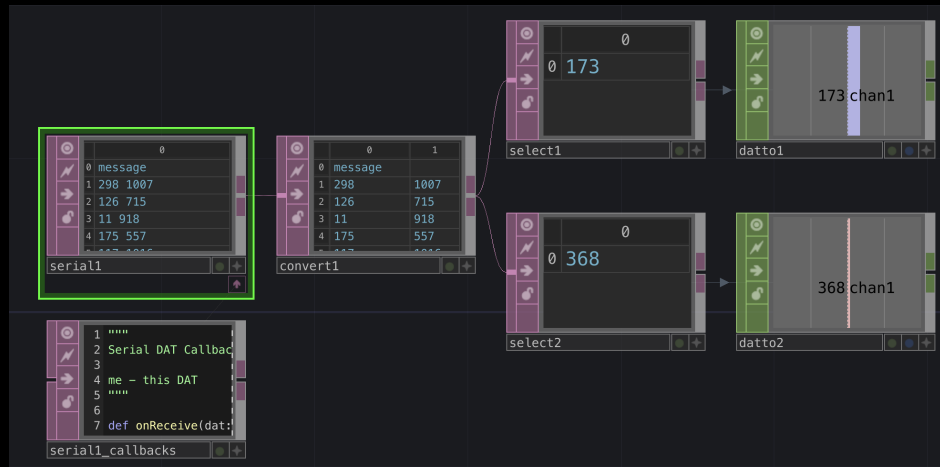 0
0 173
select1
173 chan1
datto1
0
0 message
1 298 1007
2 126 715
3 11 918
4 175 557
serial1
0 1
0 message
1 298 1007
2 126 715
3 11 918
4 175 557
convert1
0
0 368
select2
368 chan1
datto2
1 """
2 Serial DAT Callbac
3
4 me - this DAT
5 """
6
7 def onReceive(dat:
serial1_callbacks